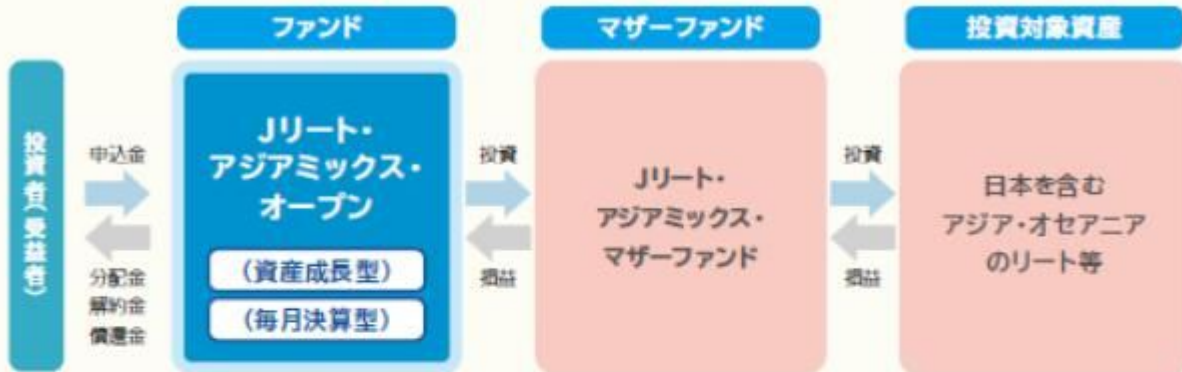 ファンド
マザーファンド
投資対象資産
投資者(受益者)
申込金
分配金
解約金
償還金
Jリート・
アジアミックス・
オープン
(資産成長型)
(毎月決算型)
投資
損益
Jリート・
アジアミックス・
マザーファンド
投資
損益
日本を含む
アジア・オセアニア
のリート等